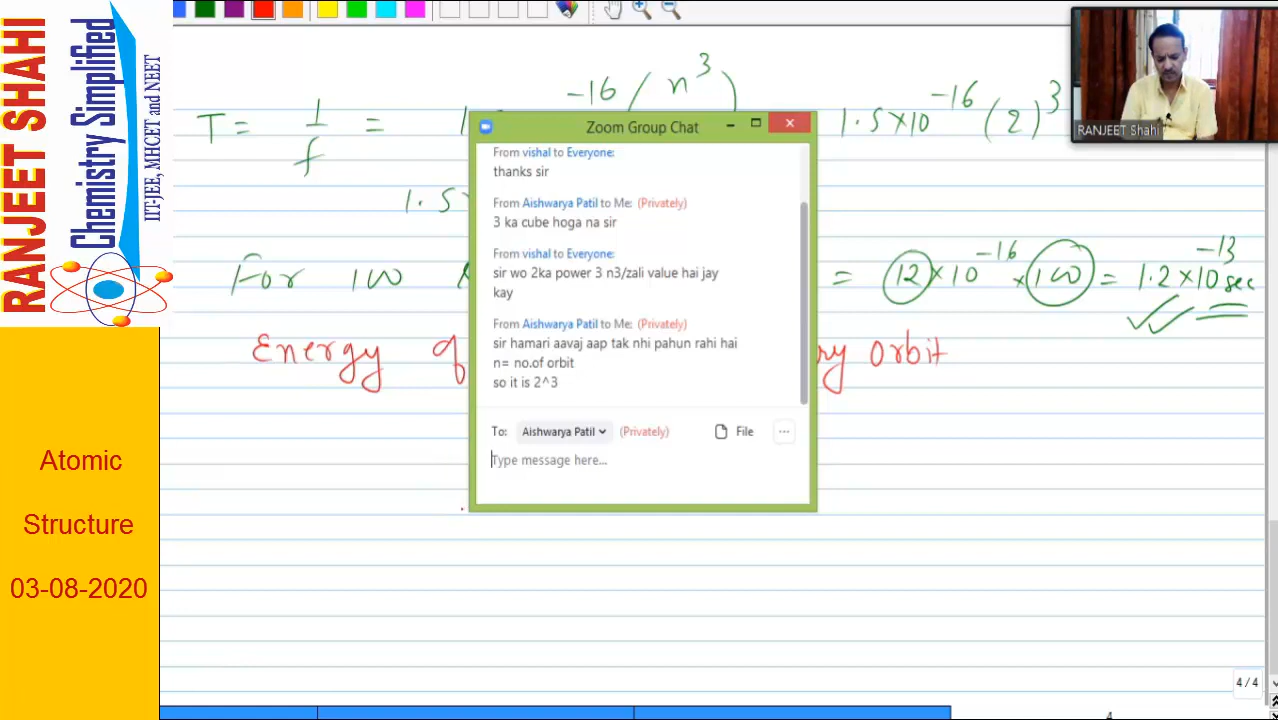 RANJEET SHAHI
Chemistry Simplified
IIT-JEE, MHCET and NEET
Atomic
Structure
03-08-2020
RANJEET Shahi
T = 1/f =
-16 ( n^3 )
1.5×10^-16 (2)^3
1.5
For 100
= 12×10^-16 ×100 = 1.2×10^-13 sec
Energy
orbit
Zoom Group Chat
From vishal to Everyone:
thanks sir
From Aishwarya Patil to Me: (Privately)
3 ka cube hoga na sir
From vishal to Everyone:
sir wo 2ka power 3 n3/zali value hai jay
kay
From Aishwarya Patil to Me: (Privately)
sir hamari aavaj aap tak nhi pahun rahi hai
n= no.of orbit
so it is 2^3
To: Aishwarya Patil (Privately) File ...
Type message here...
4/4
4